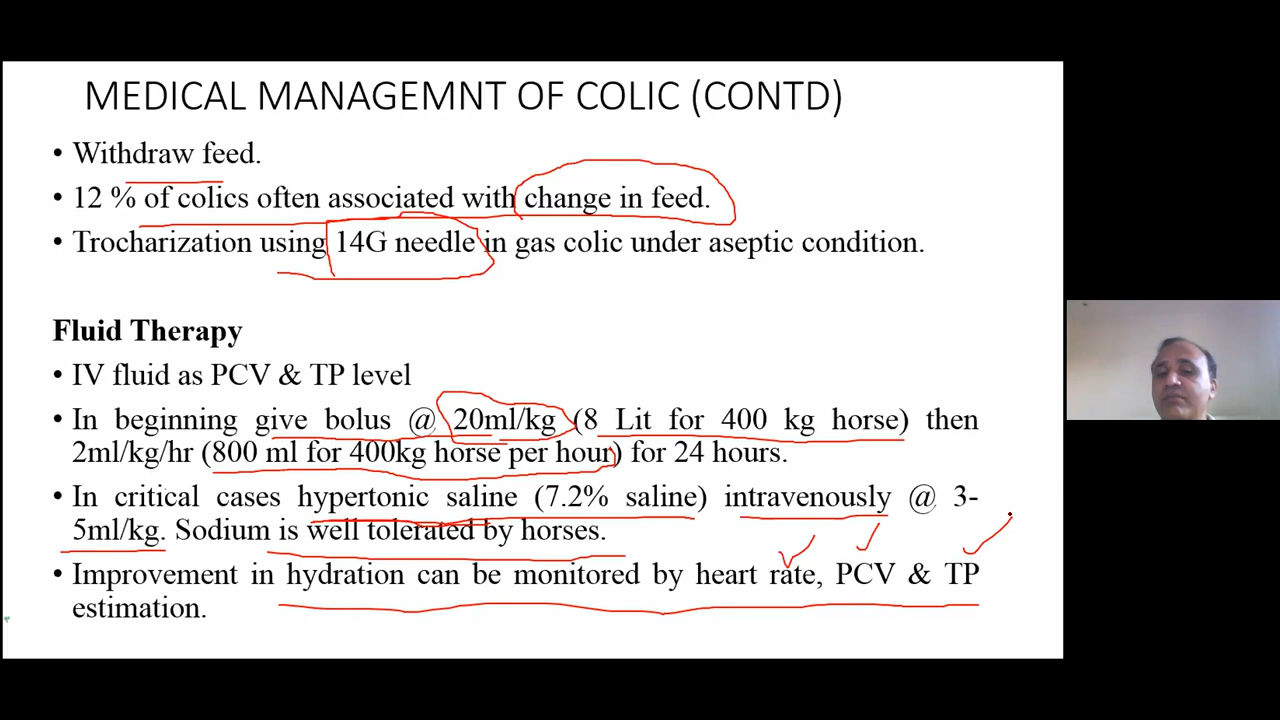 MEDICAL MANAGEMNT OF COLIC (CONTD)
• Withdraw feed.
• 12 % of colics often associated with change in feed.
• Trocharization using 14G needle in gas colic under aseptic condition.
Fluid Therapy
• IV fluid as PCV & TP level
• In beginning give bolus @ 20ml/kg (8 Lit for 400 kg horse) then
2ml/kg/hr (800 ml for 400kg horse per hour) for 24 hours.
• In critical cases hypertonic saline (7.2% saline) intravenously @ 3-
5ml/kg. Sodium is well tolerated by horses.
• Improvement in hydration can be monitored by heart rate, PCV & TP
estimation.